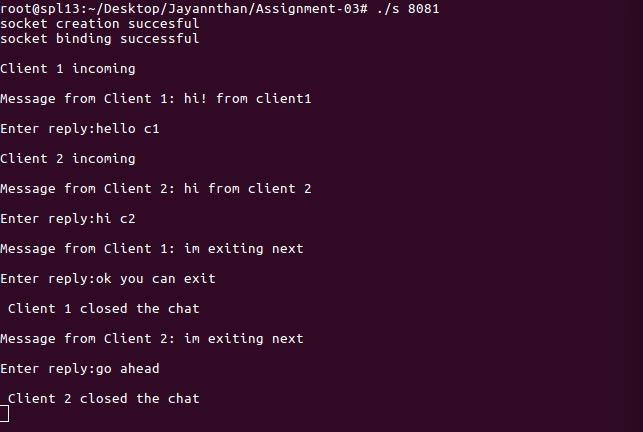 root@spl13:~/Desktop/Jayannthan/Assignment-03# ./s 8081
socket creation succesful
socket binding successful
Client 1 incoming
Message from Client 1: hi! from client1
Enter reply:hello c1
Client 2 incoming
Message from Client 2: hi from client 2
Enter reply:hi c2
Message from Client 1: im exiting next
Enter reply:ok you can exit
Client 1 closed the chat
Message from Client 2: im exiting next
Enter reply:go ahead
Client 2 closed the chat